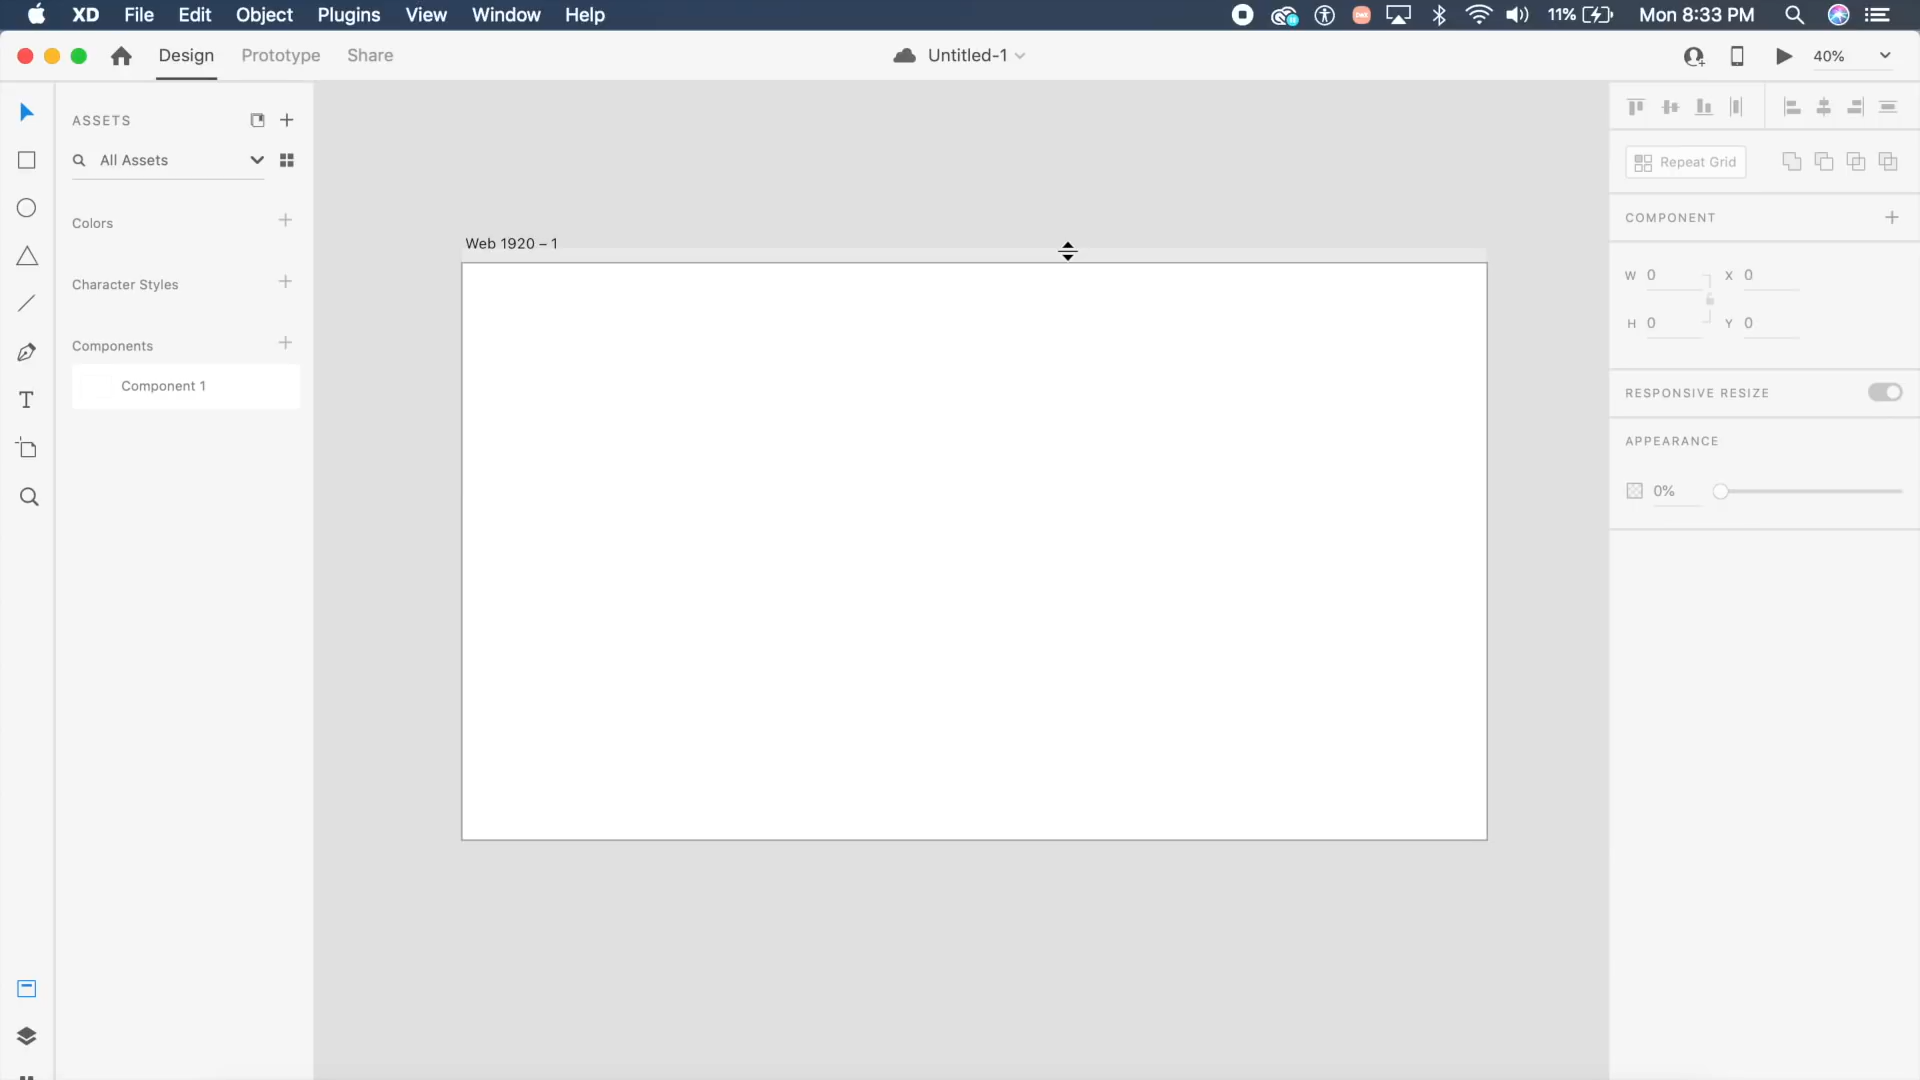 XD File Edit Object Plugins View Window Help 11% Mon 8:33 PM
Design Prototype Share Untitled-1 40%
ASSETS
All Assets
Colors
Character Styles
Components
Component 1
Web 1920 – 1
Repeat Grid
COMPONENT
W 0 X 0
H 0 Y 0
RESPONSIVE RESIZE
APPEARANCE
0%